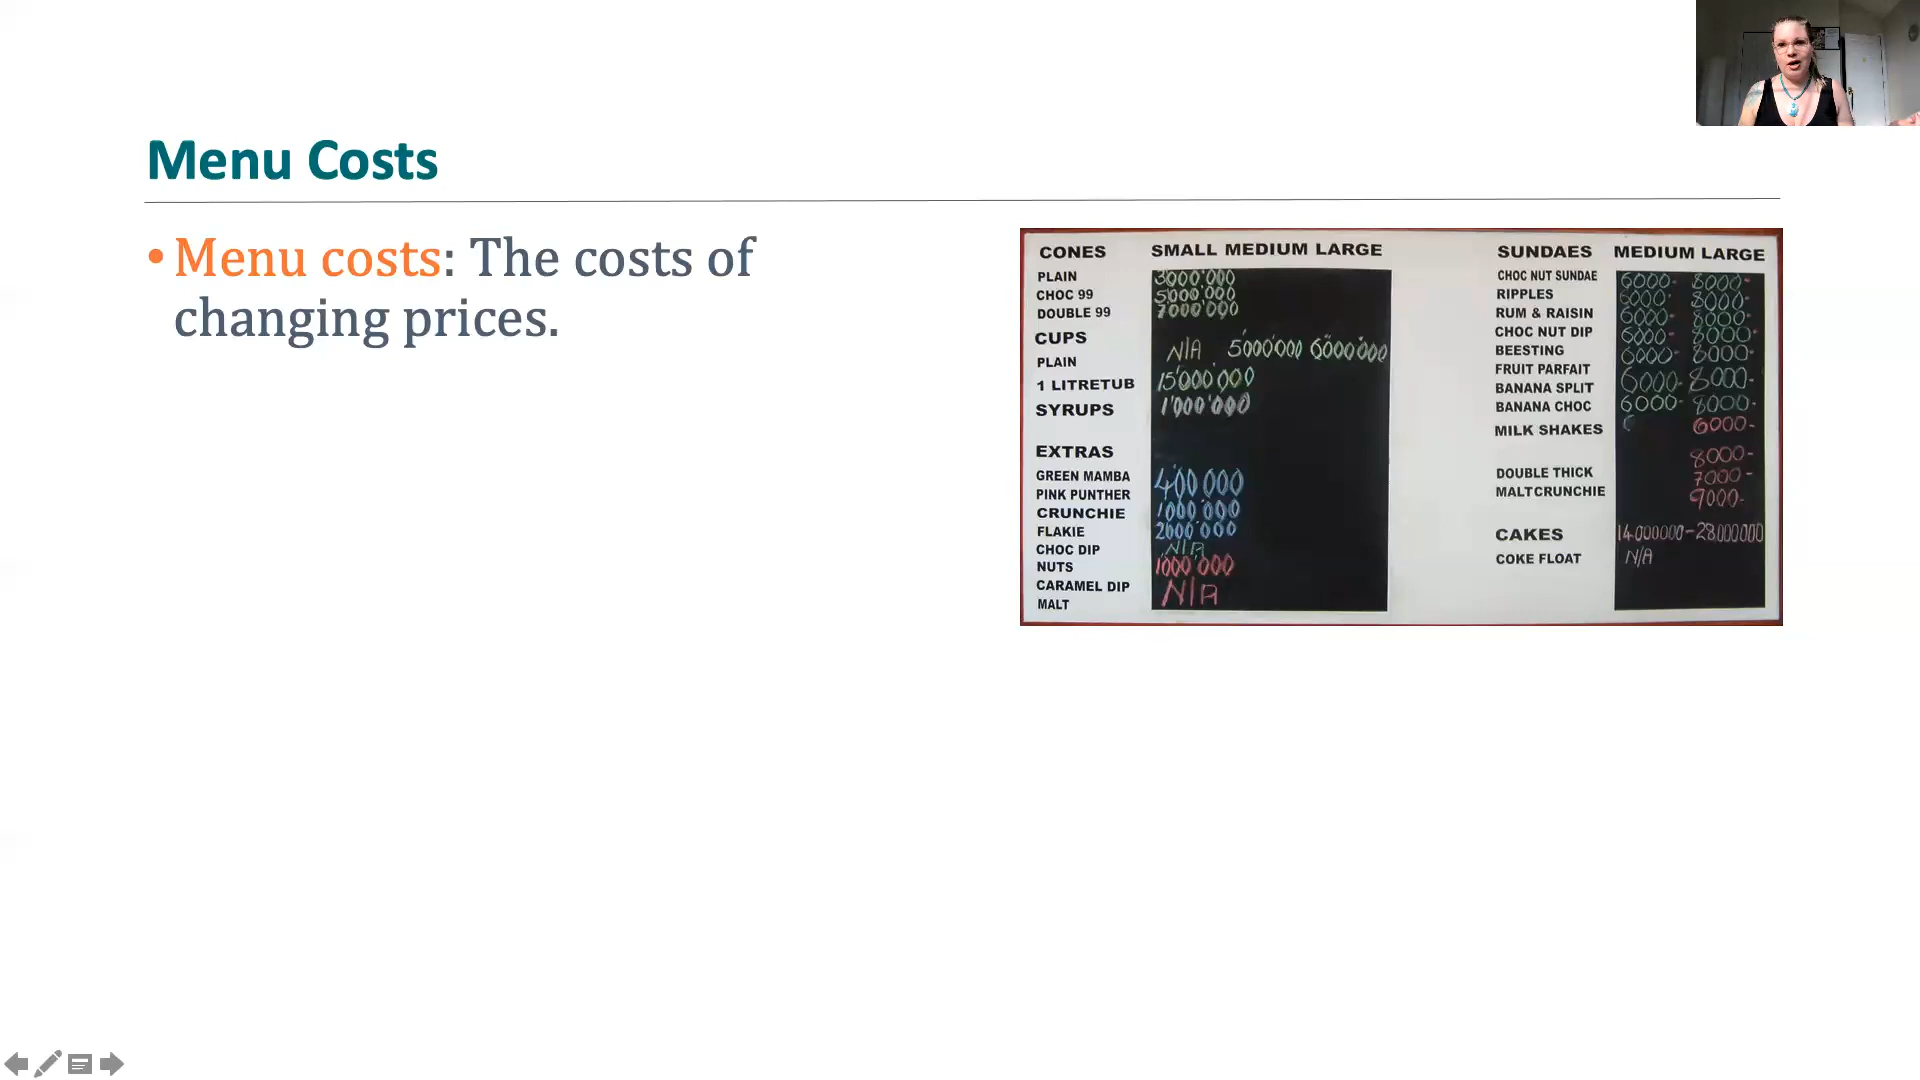 Menu Costs
• Menu costs: The costs of
changing prices.
CONES SMALL MEDIUM LARGE
PLAIN 3000'000
CHOC 99 5000'000
DOUBLE 99 7000'000
CUPS
PLAIN N/A 5000'000 6000'000
1 LITRETUB 15'000'000
SYRUPS 1'000'000
EXTRAS
GREEN MAMBA 400 000
PINK PUNTHER
CRUNCHIE 1000'000
FLAKIE 2000'000
CHOC DIP N/A
NUTS 1000'000
CARAMEL DIP N/A
MALT
SUNDAES MEDIUM LARGE
CHOC NUT SUNDAE 6000- 8000-
RIPPLES 6000- 8000-
RUM & RAISIN 6000- 8000-
CHOC NUT DIP 6000- 8000-
BEESTING 6000- 8000-
FRUIT PARFAIT
BANANA SPLIT 6000- 8000-
BANANA CHOC 6000- 8000-
MILK SHAKES 6000-
8000-
DOUBLE THICK 7000-
MALTCRUNCHIE 9000-
CAKES 14000000-28000000
COKE FLOAT N/A